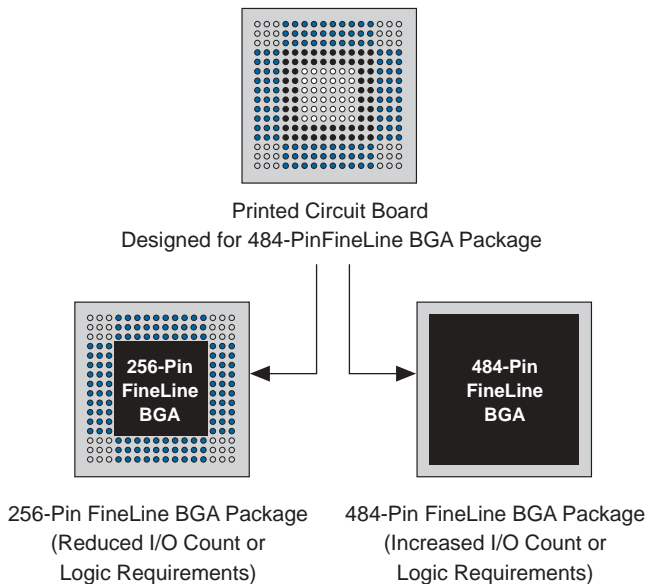 Printed Circuit Board
Designed for 484-PinFineLine BGA Package
256-Pin
FineLine
BGA
484-Pin
FineLine
BGA
256-Pin FineLine BGA Package
(Reduced I/O Count or
Logic Requirements)
484-Pin FineLine BGA Package
(Increased I/O Count or
Logic Requirements)